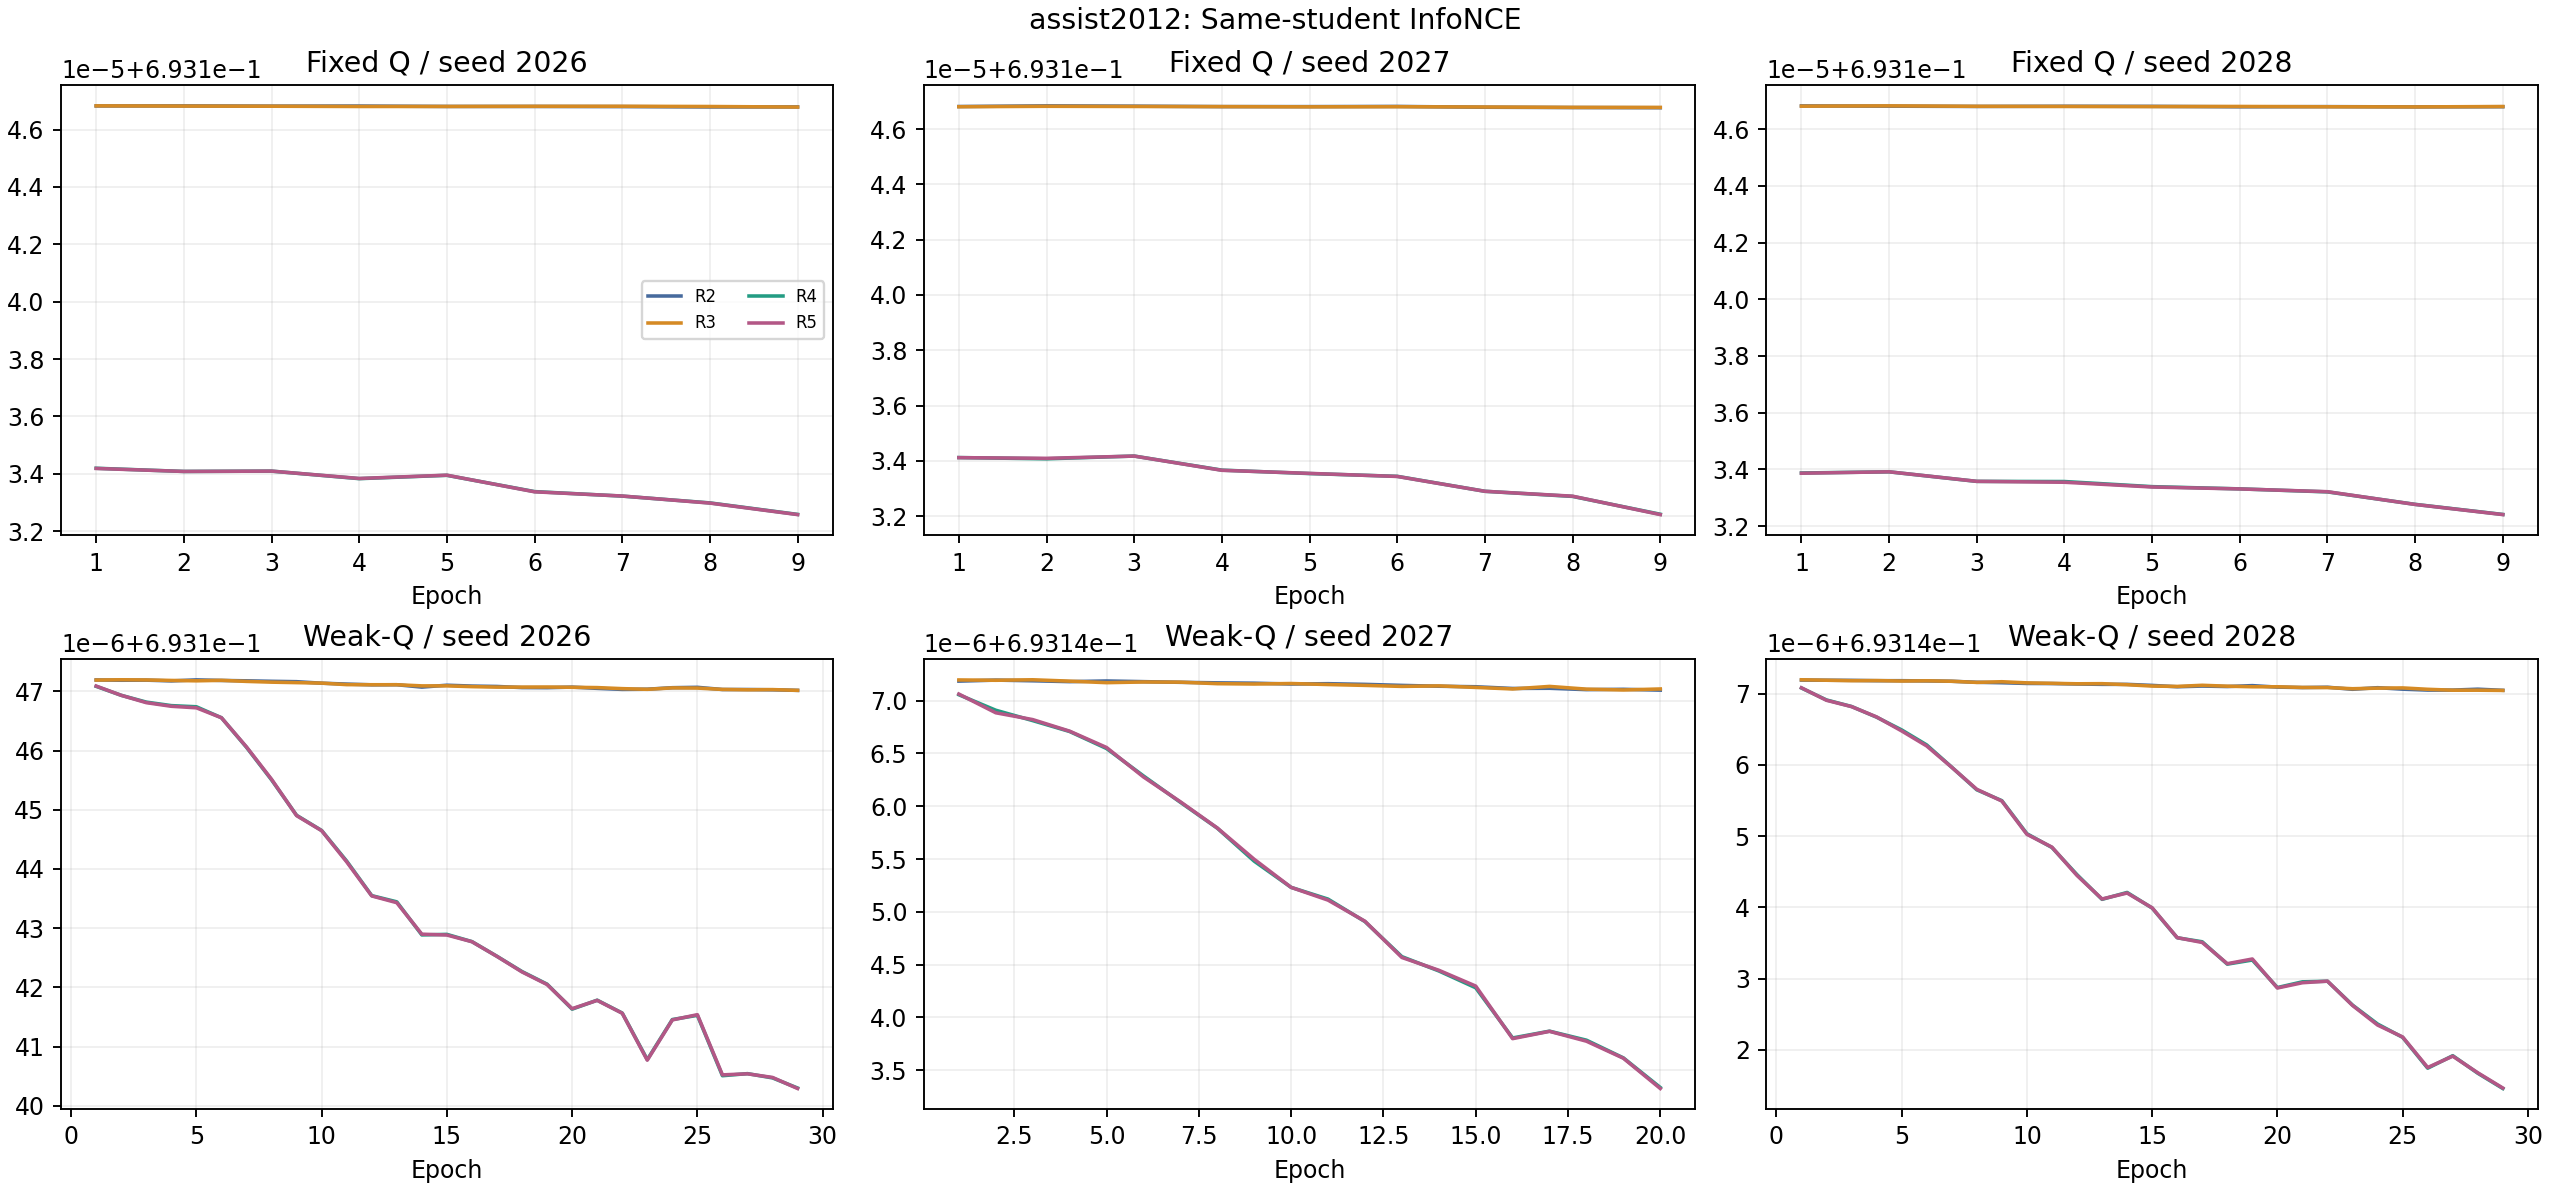 assist2012: Same-student InfoNCE
Fixed Q / seed 2026
1e−5+6.931e−1
4.6
4.4
4.2
4.0
3.8
3.6
3.4
3.2
R2 R4
R3 R5
1 2 3 4 5 6 7 8 9
Epoch
Fixed Q / seed 2027
1e−5+6.931e−1
4.6
4.4
4.2
4.0
3.8
3.6
3.4
3.2
1 2 3 4 5 6 7 8 9
Epoch
Fixed Q / seed 2028
1e−5+6.931e−1
4.6
4.4
4.2
4.0
3.8
3.6
3.4
3.2
1 2 3 4 5 6 7 8 9
Epoch
Weak-Q / seed 2026
1e−6+6.931e−1
47
46
45
44
43
42
41
40
0 5 10 15 20 25 30
Epoch
Weak-Q / seed 2027
1e−6+6.9314e−1
7.0
6.5
6.0
5.5
5.0
4.5
4.0
3.5
2.5 5.0 7.5 10.0 12.5 15.0 17.5 20.0
Epoch
Weak-Q / seed 2028
1e−6+6.9314e−1
7
6
5
4
3
2
0 5 10 15 20 25 30
Epoch